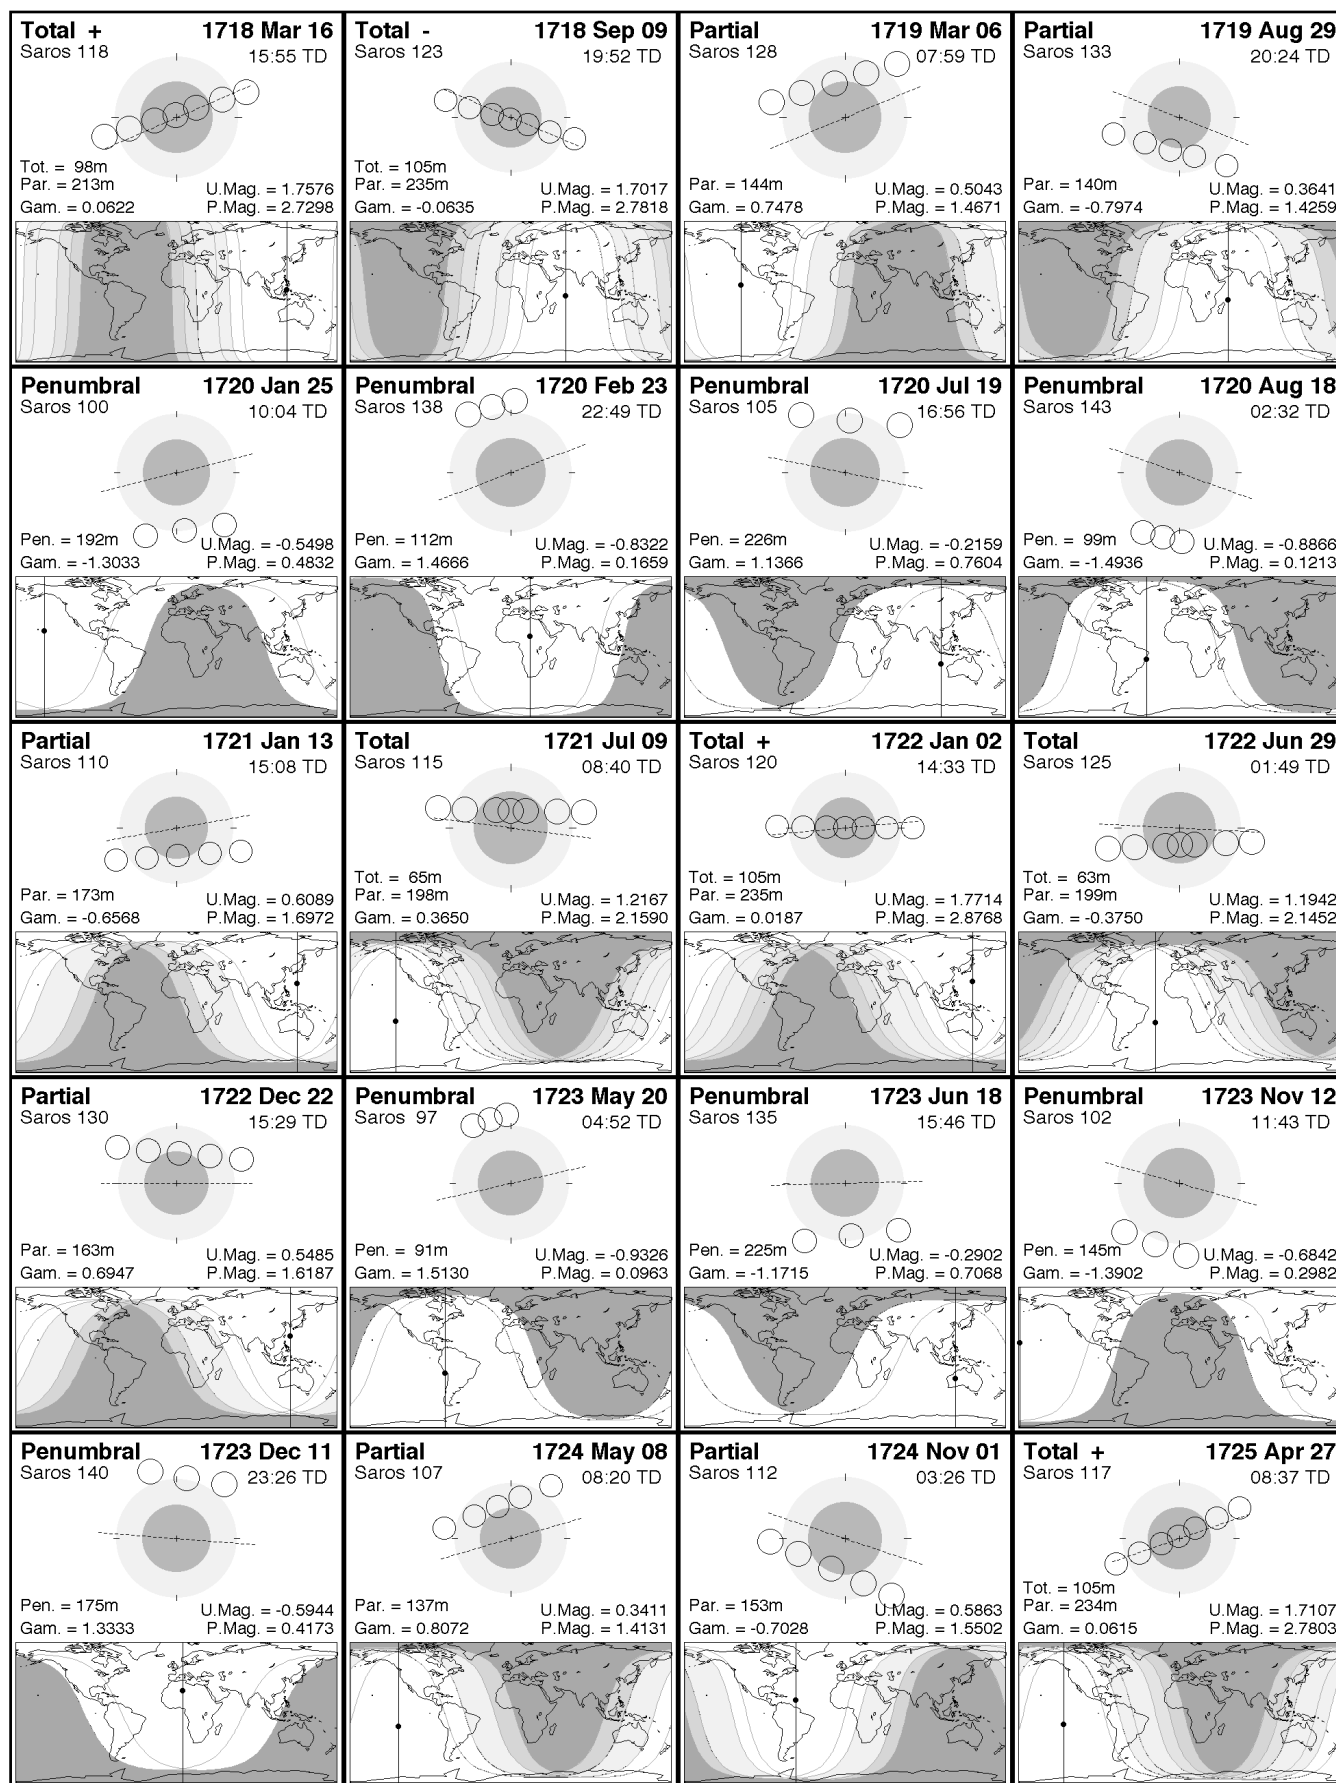 Total + 1718 Mar 16
Saros 118 15:55 TD
Tot. = 98m
Par. = 213m U.Mag. = 1.7576
Gam. = 0.0622 P.Mag. = 2.7298
Total - 1718 Sep 09
Saros 123 19:52 TD
Tot. = 105m
Par. = 235m U.Mag. = 1.7017
Gam. = -0.0635 P.Mag. = 2.7818
Partial 1719 Mar 06
Saros 128 07:59 TD
Par. = 144m U.Mag. = 0.5043
Gam. = 0.7478 P.Mag. = 1.4671
Partial 1719 Aug 29
Saros 133 20:24 TD
Par. = 140m U.Mag. = 0.3641
Gam. = -0.7974 P.Mag. = 1.4259
Penumbral 1720 Jan 25
Saros 100 10:04 TD
Pen. = 192m U.Mag. = -0.5498
Gam. = -1.3033 P.Mag. = 0.4832
Penumbral 1720 Feb 23
Saros 138 22:49 TD
Pen. = 112m U.Mag. = -0.8322
Gam. = 1.4666 P.Mag. = 0.1659
Penumbral 1720 Jul 19
Saros 105 16:56 TD
Pen. = 226m U.Mag. = -0.2159
Gam. = 1.1366 P.Mag. = 0.7604
Penumbral 1720 Aug 18
Saros 143 02:32 TD
Pen. = 99m U.Mag. = -0.8866
Gam. = -1.4936 P.Mag. = 0.1213
Partial 1721 Jan 13
Saros 110 15:08 TD
Par. = 173m U.Mag. = 0.6089
Gam. = -0.6568 P.Mag. = 1.6972
Total 1721 Jul 09
Saros 115 08:40 TD
Tot. = 65m
Par. = 198m U.Mag. = 1.2167
Gam. = 0.3650 P.Mag. = 2.1590
Total + 1722 Jan 02
Saros 120 14:33 TD
Tot. = 105m
Par. = 235m U.Mag. = 1.7714
Gam. = 0.0187 P.Mag. = 2.8768
Total 1722 Jun 29
Saros 125 01:49 TD
Tot. = 63m
Par. = 199m U.Mag. = 1.1942
Gam. = -0.3750 P.Mag. = 2.1452
Partial 1722 Dec 22
Saros 130 15:29 TD
Par. = 163m U.Mag. = 0.5485
Gam. = 0.6947 P.Mag. = 1.6187
Penumbral 1723 May 20
Saros 97 04:52 TD
Pen. = 91m U.Mag. = -0.9326
Gam. = 1.5130 P.Mag. = 0.0963
Penumbral 1723 Jun 18
Saros 135 15:46 TD
Pen. = 225m U.Mag. = -0.2902
Gam. = -1.1715 P.Mag. = 0.7068
Penumbral 1723 Nov 12
Saros 102 11:43 TD
Pen. = 145m U.Mag. = -0.6842
Gam. = -1.3902 P.Mag. = 0.2982
Penumbral 1723 Dec 11
Saros 140 23:26 TD
Pen. = 175m U.Mag. = -0.5944
Gam. = 1.3333 P.Mag. = 0.4173
Partial 1724 May 08
Saros 107 08:20 TD
Par. = 137m U.Mag. = 0.3411
Gam. = 0.8072 P.Mag. = 1.4131
Partial 1724 Nov 01
Saros 112 03:26 TD
Par. = 153m U.Mag. = 0.5863
Gam. = -0.7028 P.Mag. = 1.5502
Total + 1725 Apr 27
Saros 117 08:37 TD
Tot. = 105m
Par. = 234m U.Mag. = 1.7107
Gam. = 0.0615 P.Mag. = 2.7803